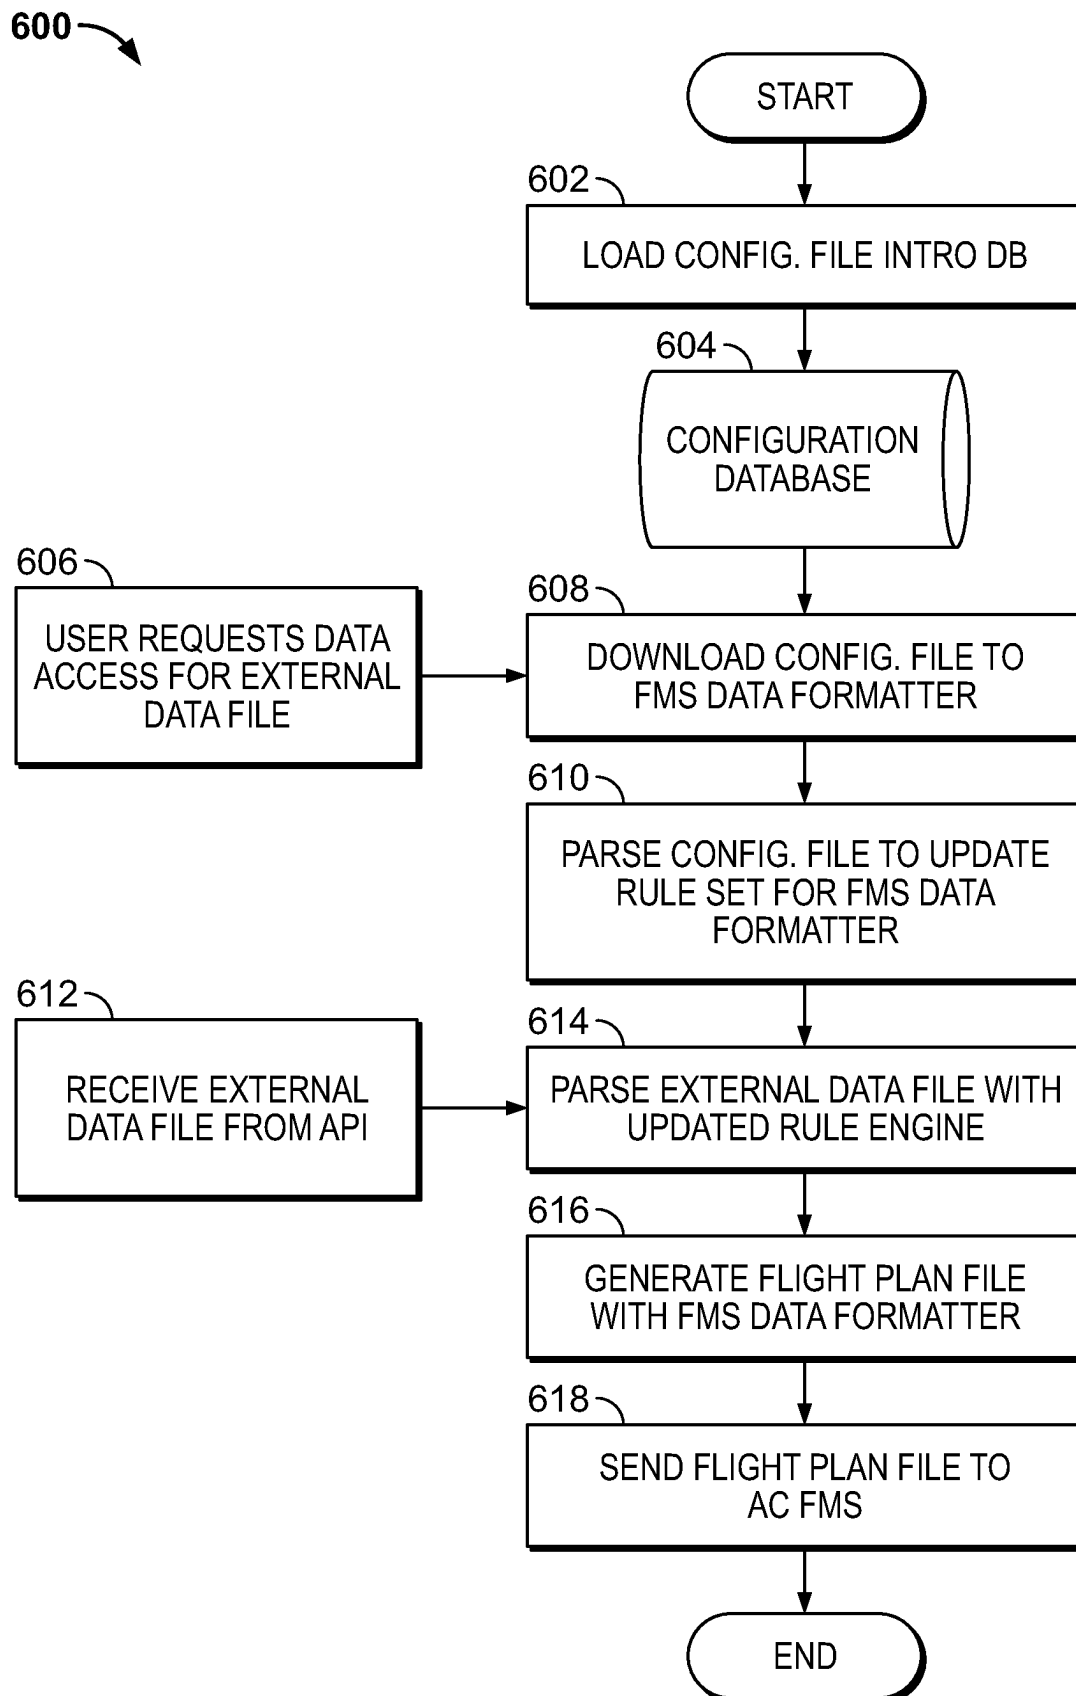 600
START
602
LOAD CONFIG. FILE INTRO DB
604
CONFIGURATION
DATABASE
606
USER REQUESTS DATA
ACCESS FOR EXTERNAL
DATA FILE
608
DOWNLOAD CONFIG. FILE TO
FMS DATA FORMATTER
610
PARSE CONFIG. FILE TO UPDATE
RULE SET FOR FMS DATA
FORMATTER
612
RECEIVE EXTERNAL
DATA FILE FROM API
614
PARSE EXTERNAL DATA FILE WITH
UPDATED RULE ENGINE
616
GENERATE FLIGHT PLAN FILE
WITH FMS DATA FORMATTER
618
SEND FLIGHT PLAN FILE TO
AC FMS
END